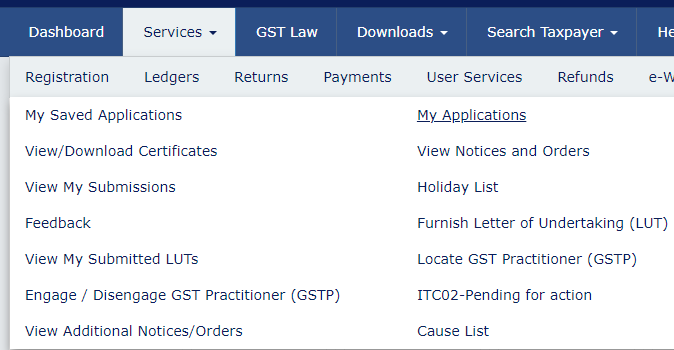 Dashboard Services GST Law Downloads Search Taxpayer
Registration Ledgers Returns Payments User Services Refunds
My Saved Applications My Applications
View/Download Certificates View Notices and Orders
View My Submissions Holiday List
Feedback Furnish Letter of Undertaking (LUT)
View My Submitted LUTs Locate GST Practitioner (GSTP)
Engage / Disengage GST Practitioner (GSTP) ITC02-Pending for action
View Additional Notices/Orders Cause List